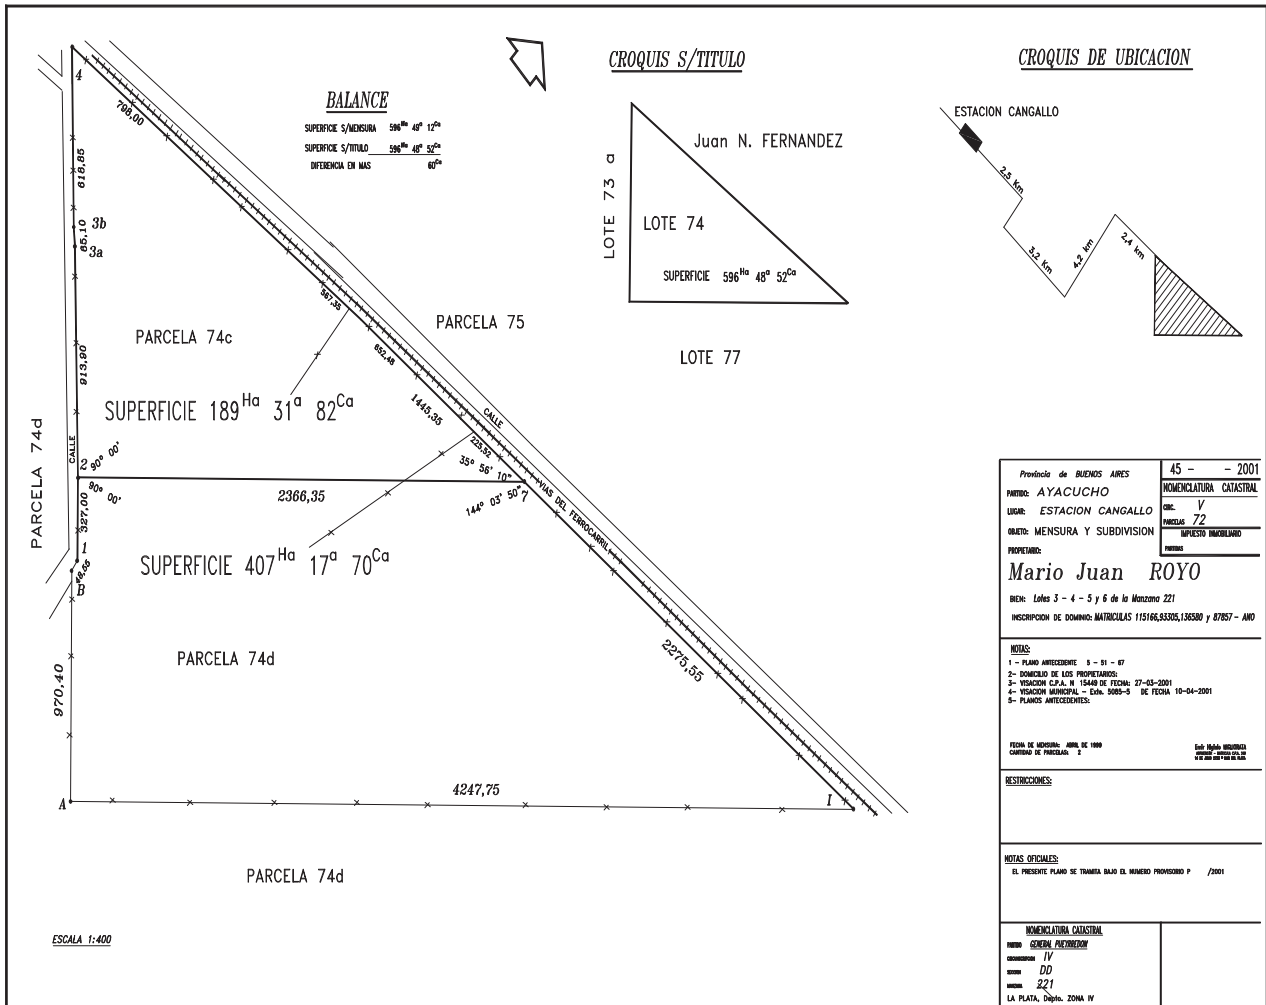 BALANCE
SUPERFICIE S/MENSURA 596Ha 49a 12Ca
SUPERFICIE S/TITULO 596Ha 48a 52Ca
DIFERENCIA EN MAS 60Ca
CROQUIS S/TITULO
LOTE 73 a
Juan N. FERNANDEZ
LOTE 74
SUPERFICIE 596Ha 48a 52Ca
LOTE 77
CROQUIS DE UBICACION
ESTACION CANGALLO
2,5 Km
3,2 Km
4,2 km
2,4 km
4
798,00
618,85
3b
65,10
3a
567,35
PARCELA 75
PARCELA 74c
652,48
913,90
SUPERFICIE 189Ha 31a 82Ca
1445,35
CALLE
PARCELA 74d
CALLE
225,52
2
90° 00'
35° 56' 10"
90° 00'
2366,35
144° 03' 50"
7
VIAS DEL FERROCARRIL
327,00
1
SUPERFICIE 407Ha 17a 70Ca
48,65
B
PARCELA 74d
2275,55
970,40
4247,75
A
I
PARCELA 74d
ESCALA 1:400
Provincia de BUENOS AIRES
45 - - 2001
PARTIDO: AYACUCHO
NOMENCLATURA CATASTRAL
LUGAR: ESTACION CANGALLO
CIRC. V
PARCELAS 72
OBJETO: MENSURA Y SUBDIVISION
IMPUESTO INMOBILIARIO
PARTIDAS
PROPIETARIO:
Mario Juan ROYO
BIEN: Lotes 3 - 4 - 5 y 6 de la Manzana 221
INSCRIPCION DE DOMINIO: MATRICULAS 115166,93305,136580 y 87857 - ANO
NOTAS:
1 - PLANO ANTECEDENTE 5 - 51 - 67
2- DOMICILIO DE LOS PROPIETARIOS:
3- VISACION C.P.A. N 15449 DE FECHA: 27-03-2001
4- VISACION MUNICIPAL - Exte. 5085-5 DE FECHA 10-04-2001
5- PLANOS ANTECEDENTES:
FECHA DE MENSURA: ABRIL DE 1999
CANTIDAD DE PARCELAS: 2
RESTRICCIONES:
NOTAS OFICIALES:
EL PRESENTE PLANO SE TRAMITA BAJO EL NUMERO PROVISORIO P /2001
NOMENCLATURA CATASTRAL
PARTIDO GENERAL PUEYRREDON
CIRCUNSCRIPCION IV
SECCION DD
MANZANA 221
LA PLATA, Depto. ZONA IV